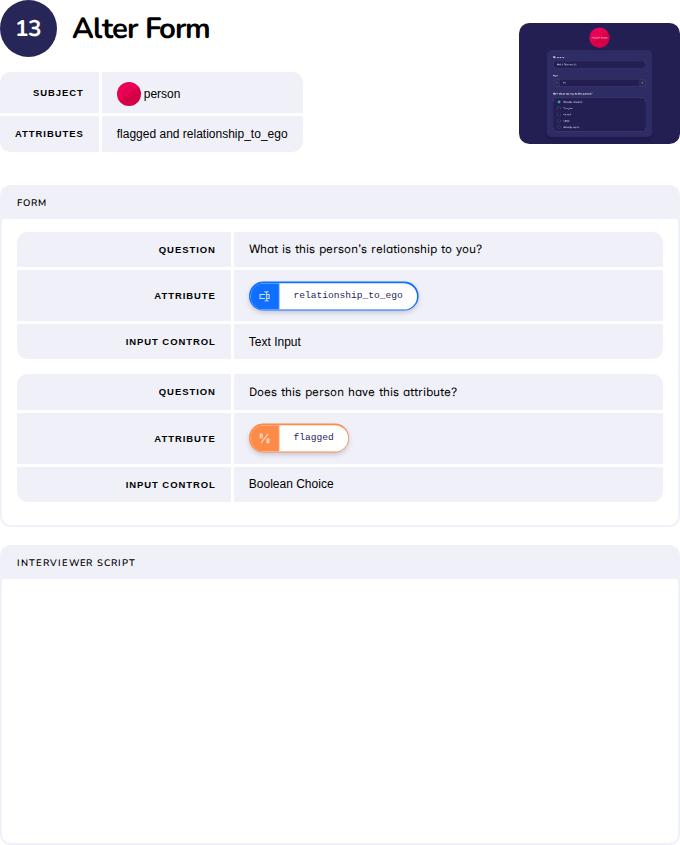 13
Alter Form
SUBJECT
person
ATTRIBUTES
flagged and relationship_to_ego
FORM
QUESTION
What is this person's relationship to you?
ATTRIBUTE
relationship_to_ego
INPUT CONTROL
Text Input
QUESTION
Does this person have this attribute?
ATTRIBUTE
flagged
INPUT CONTROL
Boolean Choice
INTERVIEWER SCRIPT